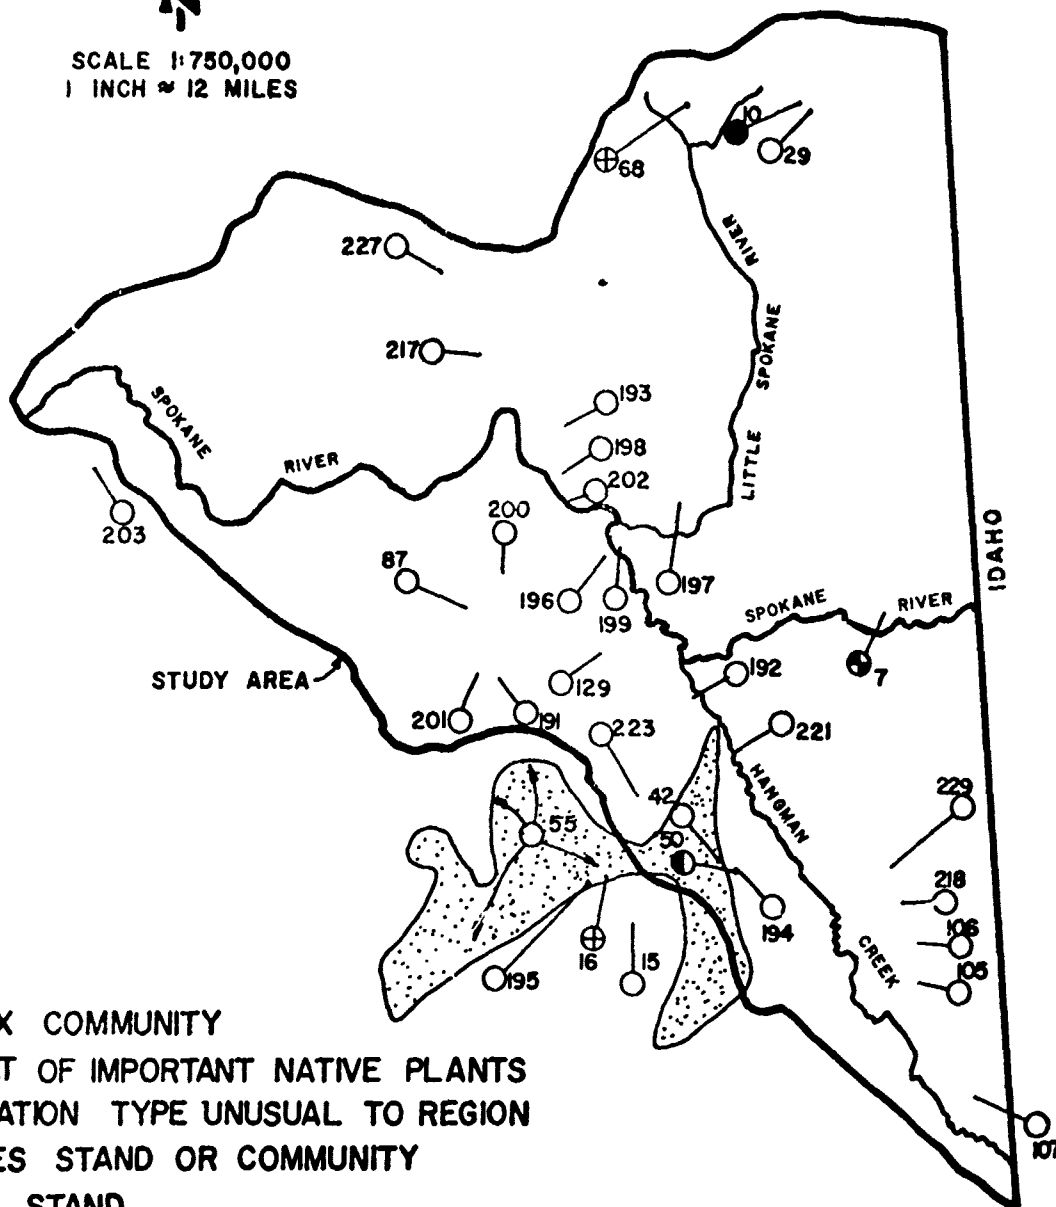 SCALE 1:750,000
1 INCH ≈ 12 MILES
10
29
68
RIVER
227
SPOKANE
217
193
SPOKANE
198
RIVER
LITTLE
202
200
203
IDAHO
87
197
196
199
SPOKANE
RIVER
192
7
STUDY AREA
129
201
191
223
221
HANGMAN
229
42
55
50
218
194
106
16
15
CREEK
105
195
X COMMUNITY
T OF IMPORTANT NATIVE PLANTS
ATION TYPE UNUSUAL TO REGION
ES STAND OR COMMUNITY
STAND
107